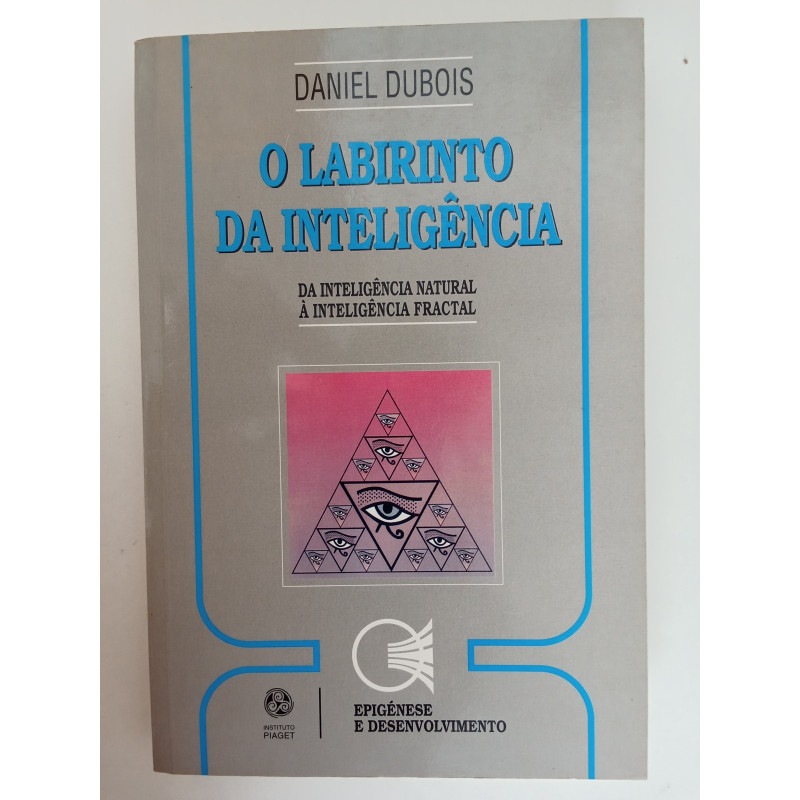 DANIEL DUBOIS
O LABIRINTO
DA INTELIGÊNCIA
DA INTELIGÊNCIA NATURAL
À INTELIGÊNCIA FRACTAL
INSTITUTO
PIAGET
EPIGÉNESE
E DESENVOLVIMENTO